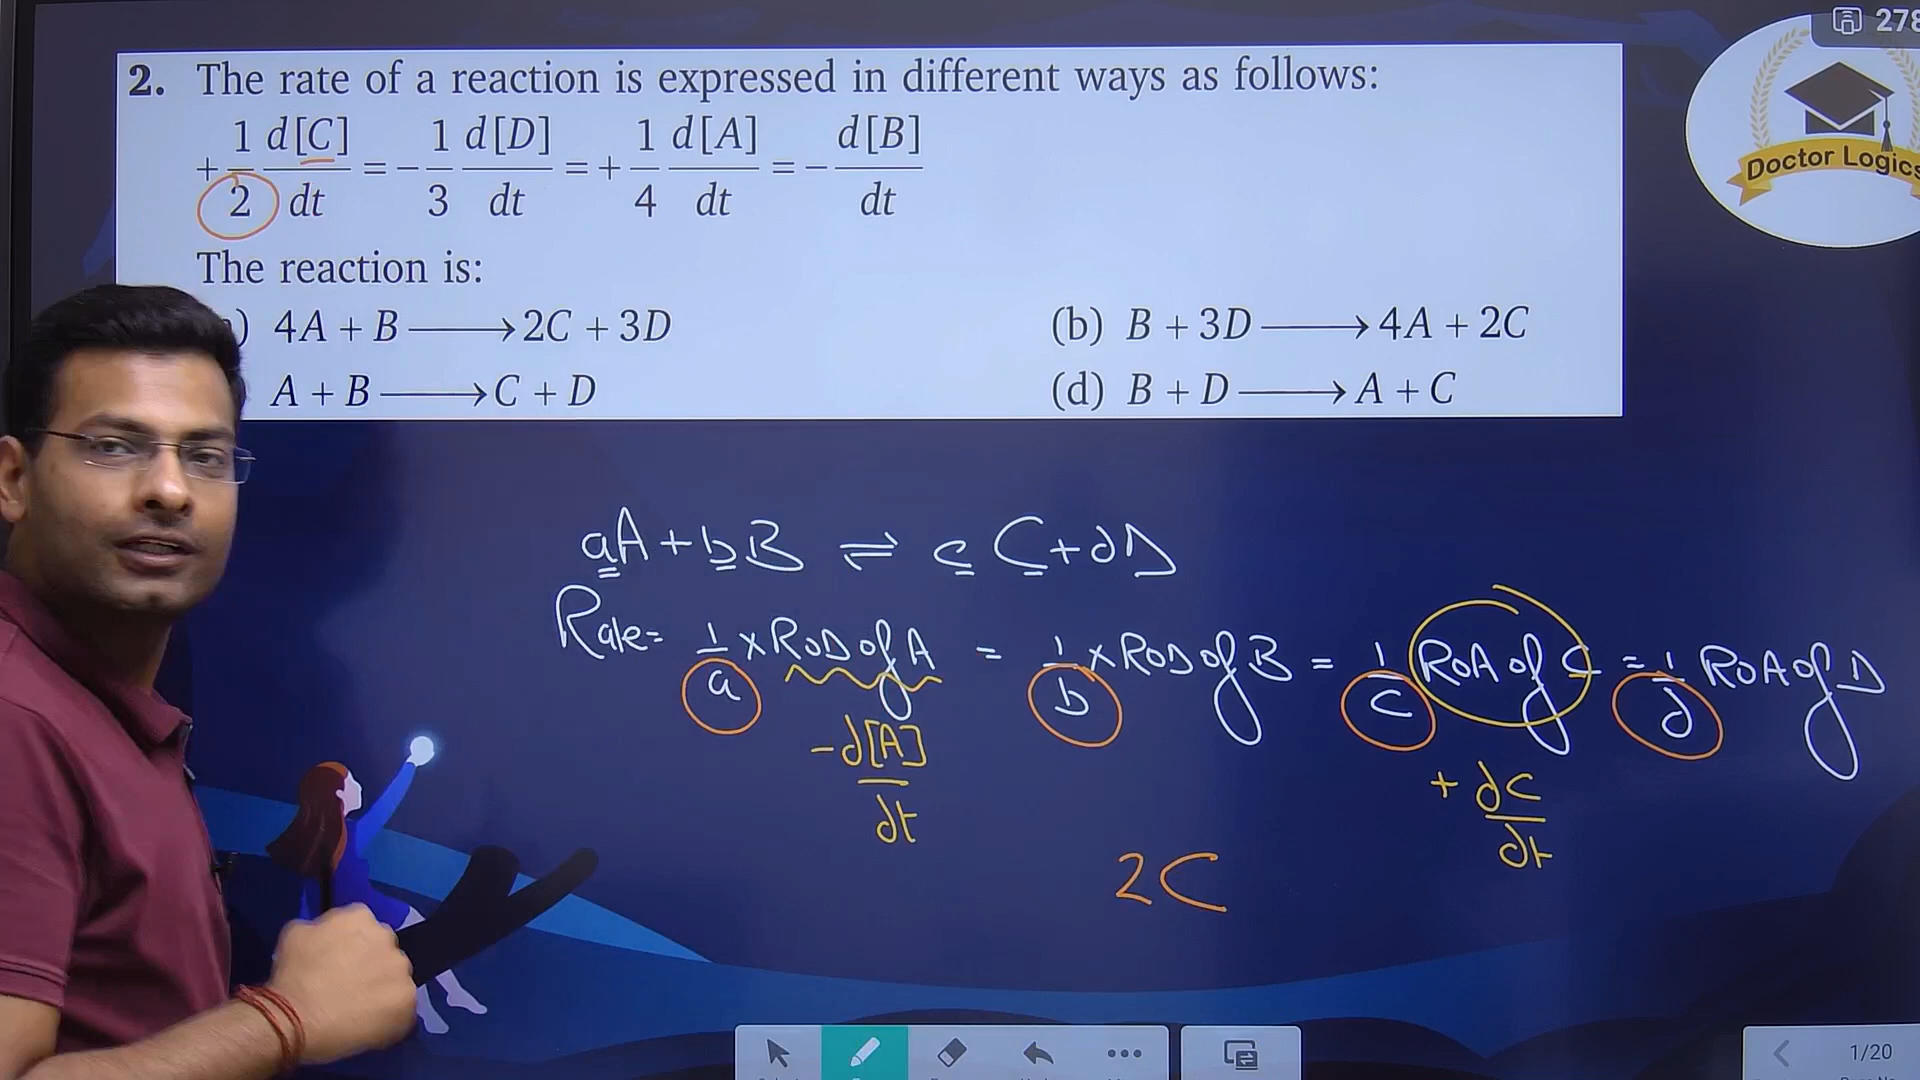 278
2. The rate of a reaction is expressed in different ways as follows:
+ 1/2 d[C]/dt = − 1/3 d[D]/dt = + 1/4 d[A]/dt = − d[B]/dt
The reaction is:
) 4A + B ⟶ 2C + 3D
(b) B + 3D ⟶ 4A + 2C
A + B ⟶ C + D
(d) B + D ⟶ A + C
Doctor Logics
aA + bB ⇌ cC + dD
Rate = 1/a × RoD of A = 1/b × RoD of B = 1/c RoA of C = 1/d RoA of D
−d[A]/dt
+ dC/dt
2C
1/20